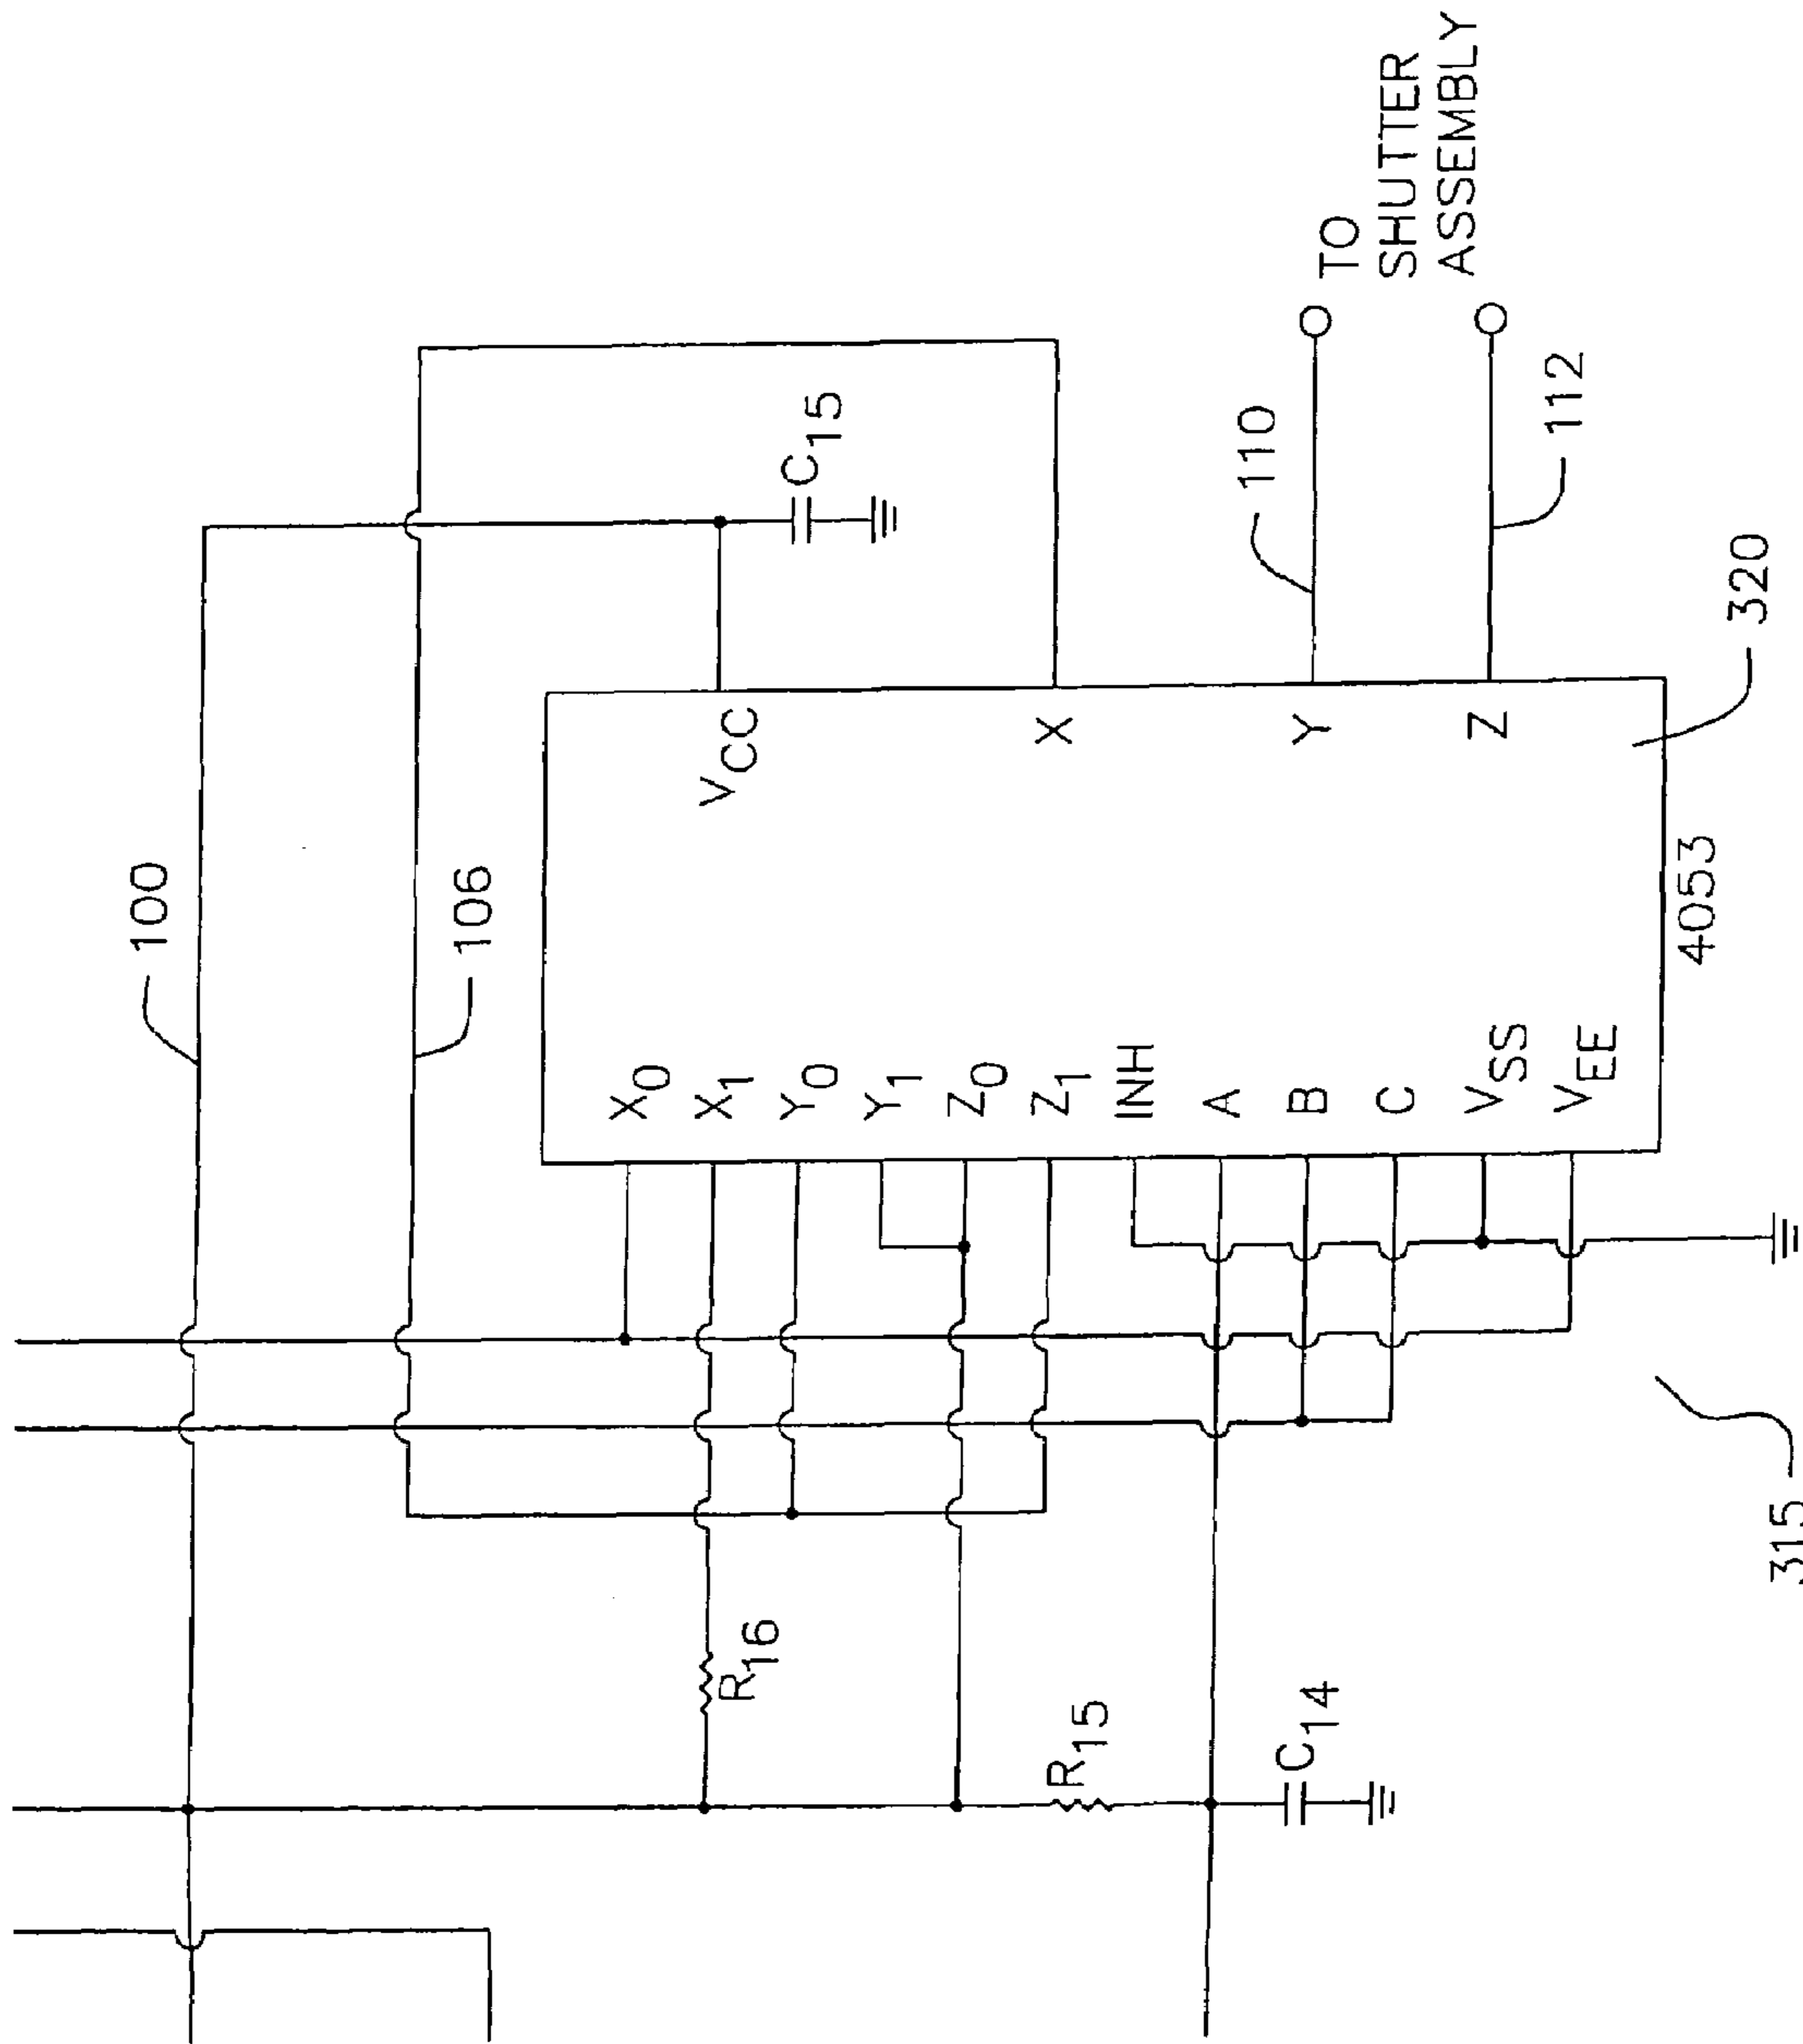 100
106
C15
VCC
X
Y
Z
X0
X1
Y0
Y1
Z0
Z1
INH
A
B
C
VSS
VEE
4053
320
110
112
TO
SHUTTER
ASSEMBLY
R16
R15
C14
315